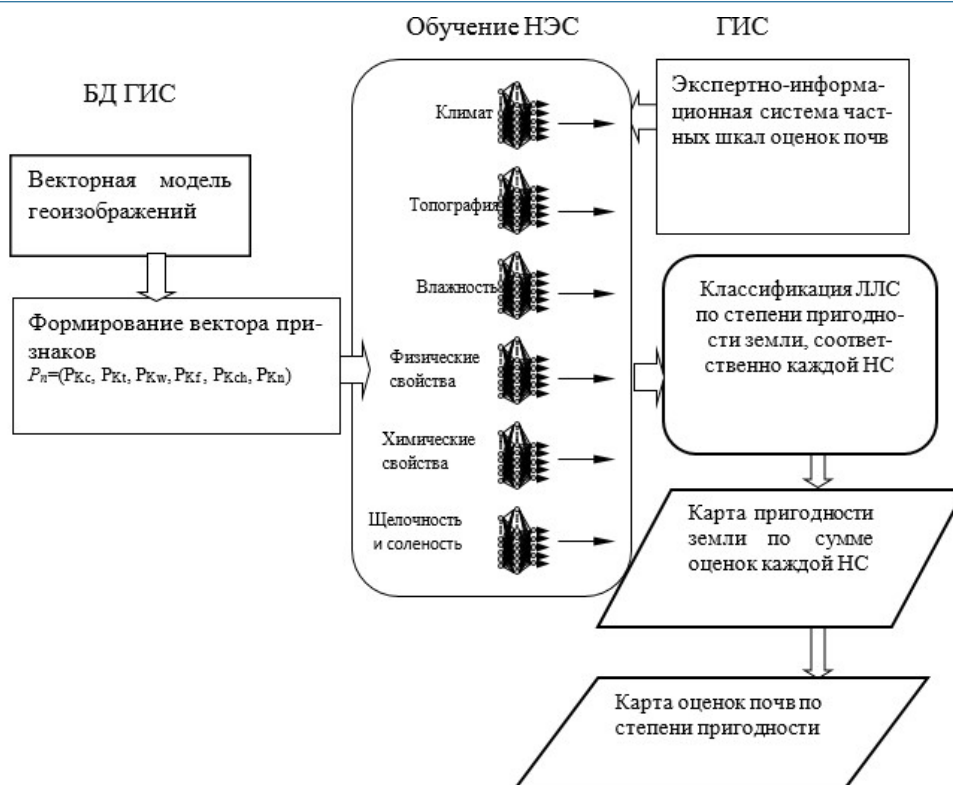 Обучение НЭС
ГИС
БД ГИС
Векторная модель
геоизображений
Формирование вектора при-
знаков
Pn=(PKc, PKt, PKw, PKf, PKch, PKn)
Климат
Топография
Влажность
Физические
свойства
Химические
свойства
Щелочность
и соленость
Экспертно-информа-
ционная система част-
ных шкал оценок почв
Классификация ЛЛС
по степени пригодно-
сти земли, соответ-
ственно каждой НС
Карта пригодности
земли по сумме
оценок каждой НС
Карта оценок почв по
степени пригодности